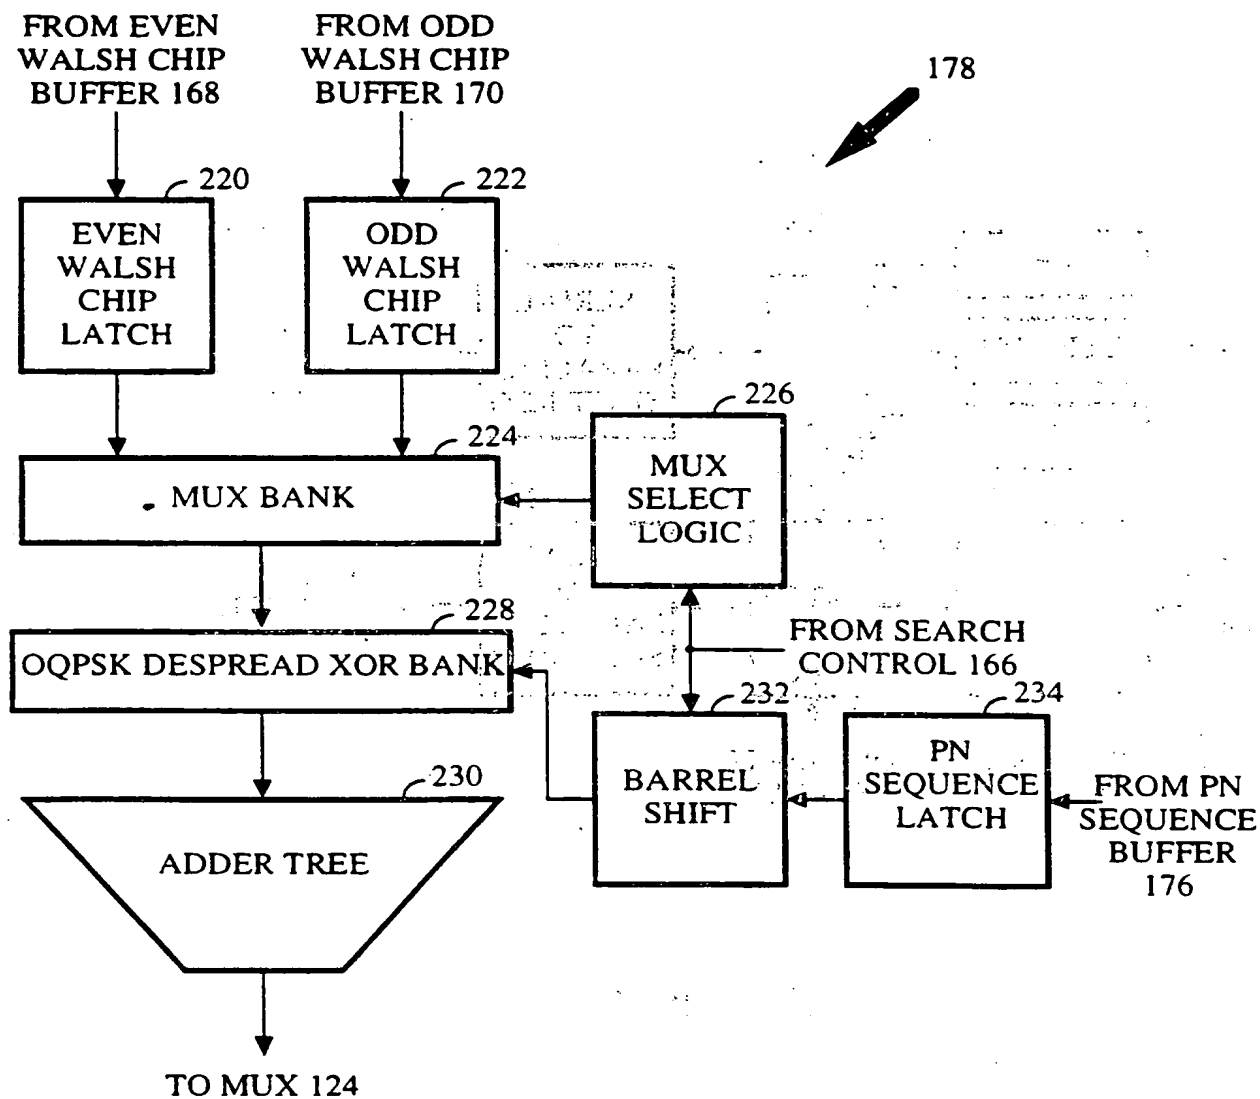 FROM EVEN
WALSH CHIP
BUFFER 168
FROM ODD
WALSH CHIP
BUFFER 170
178
220
EVEN
WALSH
CHIP
LATCH
222
ODD
WALSH
CHIP
LATCH
224
MUX BANK
226
MUX
SELECT
LOGIC
228
OQPSK DESPREAD XOR BANK
FROM SEARCH
CONTROL 166
230
ADDER TREE
232
BARREL
SHIFT
234
PN
SEQUENCE
LATCH
FROM PN
SEQUENCE
BUFFER
176
TO MUX 124